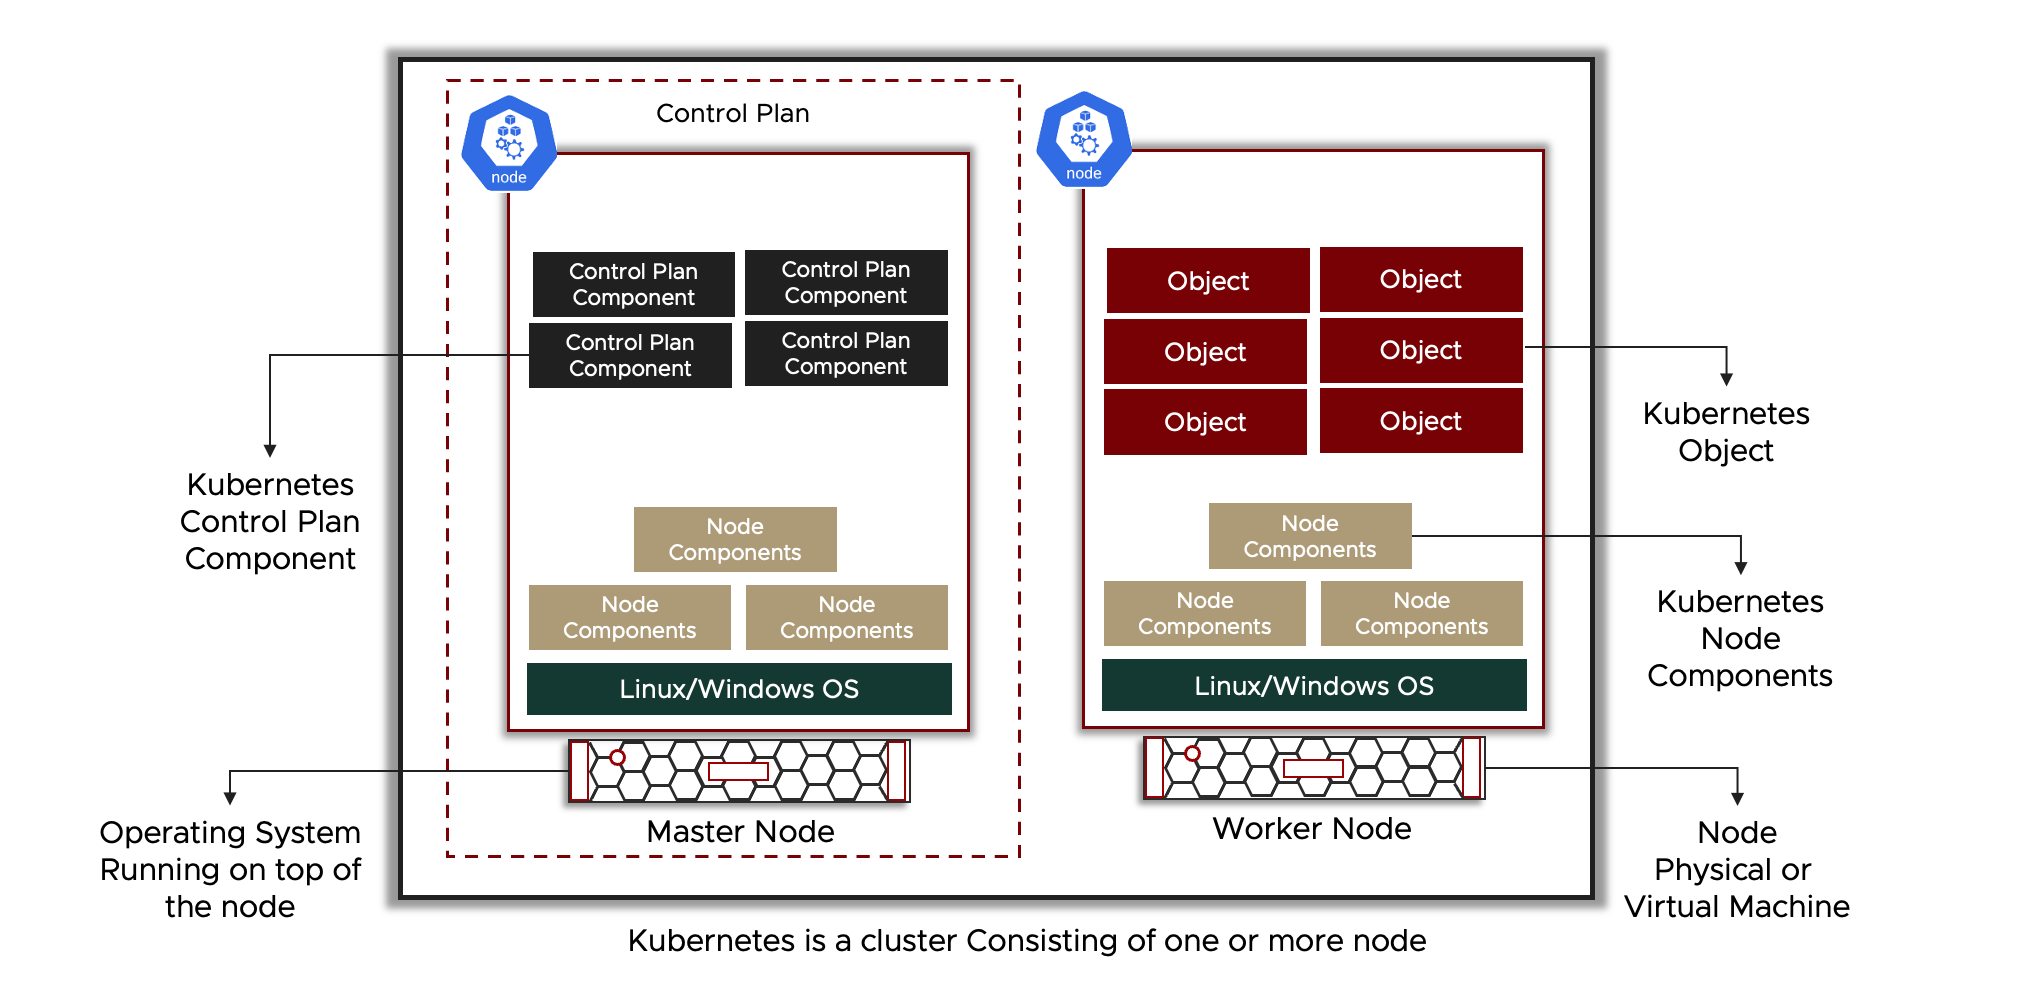 Control Plan
node
node
Control Plan
Component
Control Plan
Component
Control Plan
Component
Control Plan
Component
Object
Object
Object
Object
Object
Object
Kubernetes
Control Plan
Component
Kubernetes
Object
Node
Components
Node
Components
Node
Components
Node
Components
Node
Components
Node
Components
Kubernetes
Node
Components
Linux/Windows OS
Linux/Windows OS
Master Node
Worker Node
Operating System
Running on top of
the node
Node
Physical or
Virtual Machine
Kubernetes is a cluster Consisting of one or more node